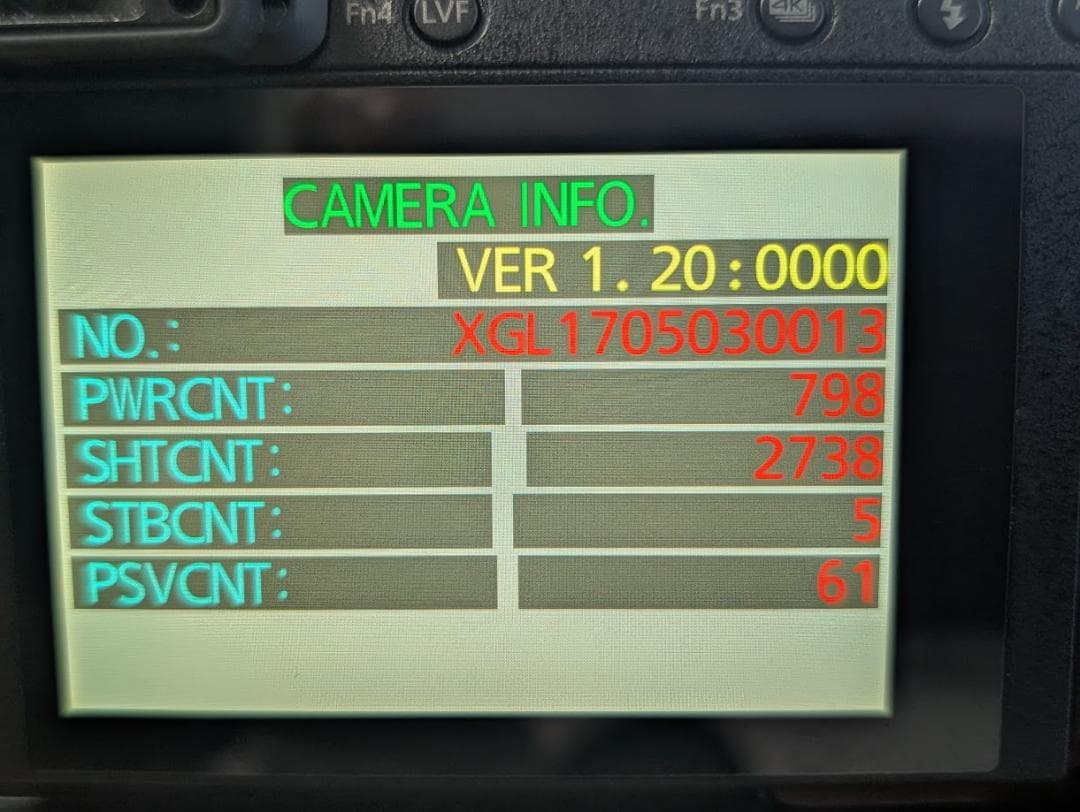 Fn4 LVF Fn3 4K
CAMERA INFO.
VER 1. 20:0000
NO.: XGL1705030013
PWRCNT: 798
SHTCNT: 2738
STBCNT: 5
PSVCNT: 61